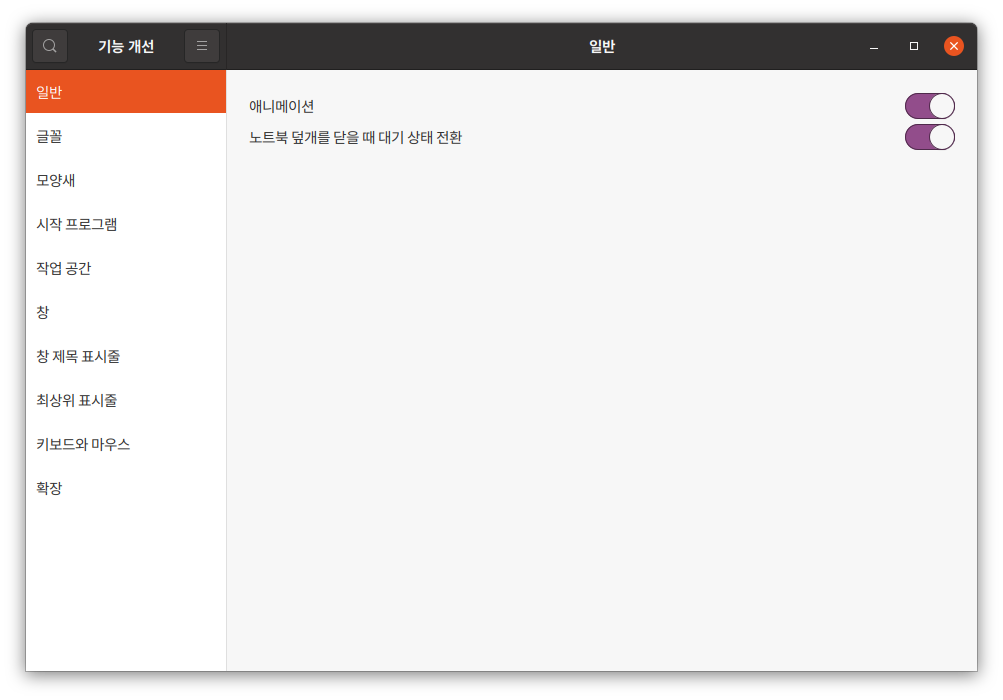 기능 개선
일반
일반
글꼴
모양새
시작 프로그램
작업 공간
창
창 제목 표시줄
최상위 표시줄
키보드와 마우스
확장
애니메이션
노트북 덮개를 닫을 때 대기 상태 전환